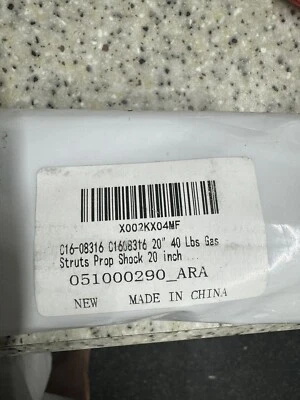 X002KX04MF
C16-08316 C1608316 20" 40 Lbs Gas
Struts Prop Shock 20 inch ...
051000290_ARA
NEW MADE IN CHINA